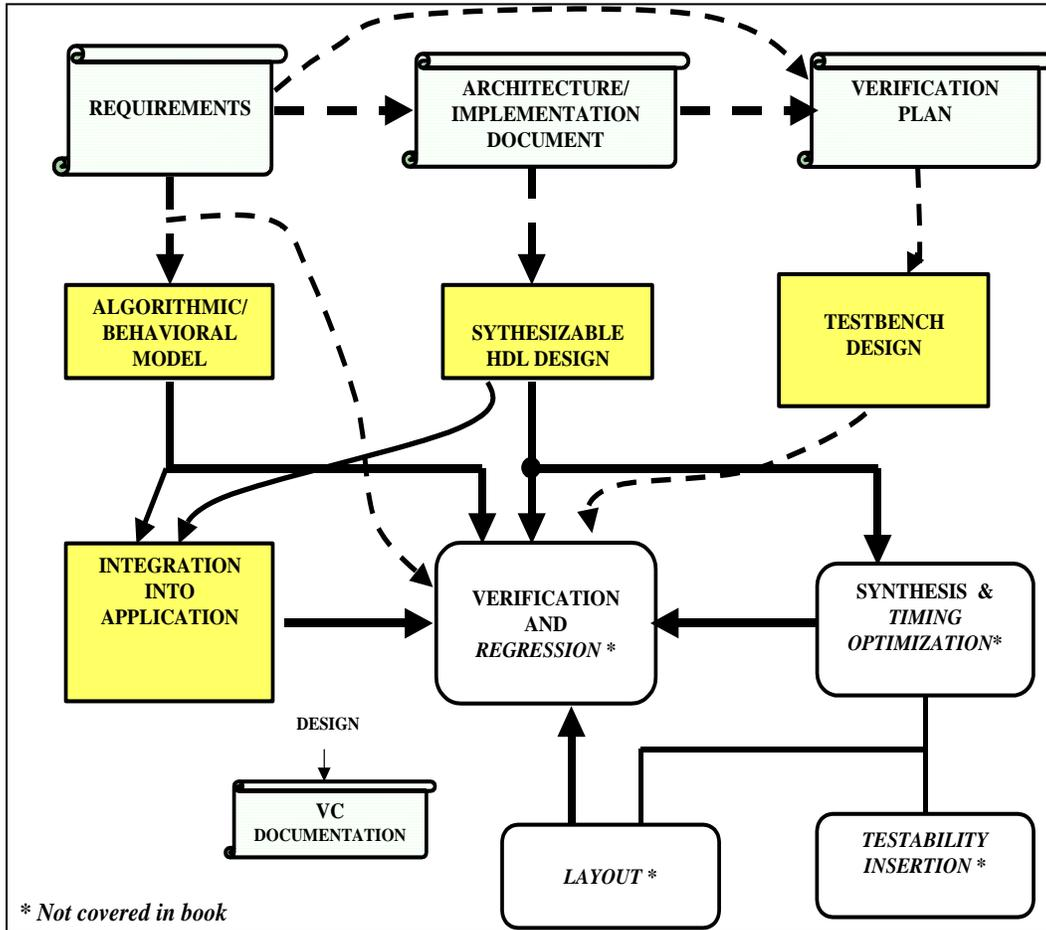 REQUIREMENTS
ARCHITECTURE/
IMPLEMENTATION
DOCUMENT
VERIFICATION
PLAN
ALGORITHMIC/
BEHAVIORAL
MODEL
SYTHESIZABLE
HDL DESIGN
TESTBENCH
DESIGN
INTEGRATION
INTO
APPLICATION
VERIFICATION
AND
REGRESSION *
SYNTHESIS &
TIMING
OPTIMIZATION*
DESIGN
VC
DOCUMENTATION
LAYOUT *
TESTABILITY
INSERTION *
* Not covered in book